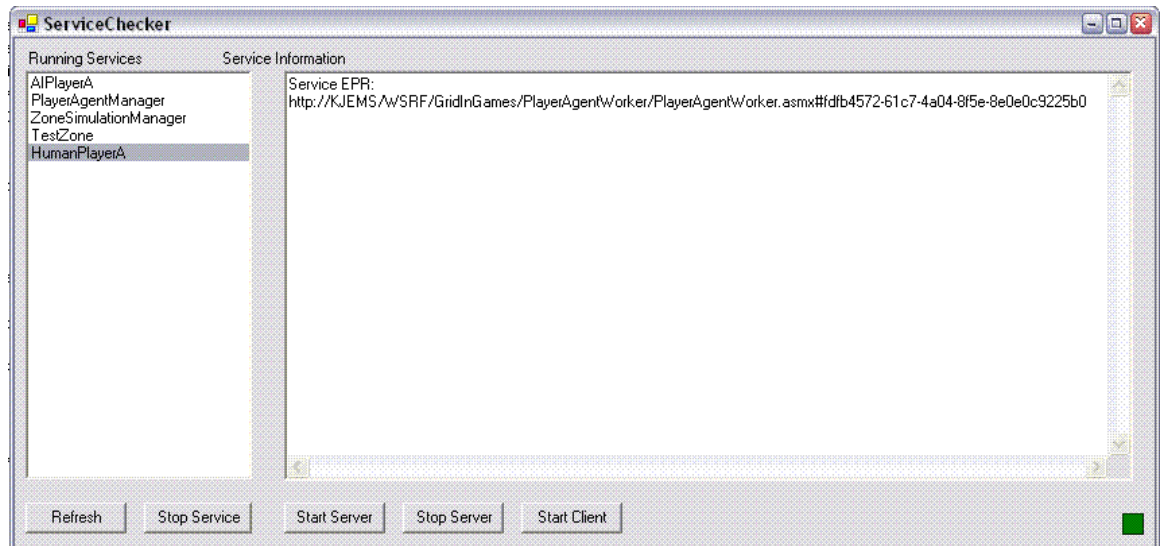 ServiceChecker
Running Services
Service Information
AIPlayerA
PlayerAgentManager
ZoneSimulationManager
TestZone
HumanPlayerA
Service EPR:
http://KJEMS/WSRF/GridInGames/PlayerAgentWorker/PlayerAgentWorker.asmx#fdfb4572-61c7-4a04-8f5e-8e0e0c9225b0
Refresh
Stop Service
Start Server
Stop Server
Start Client